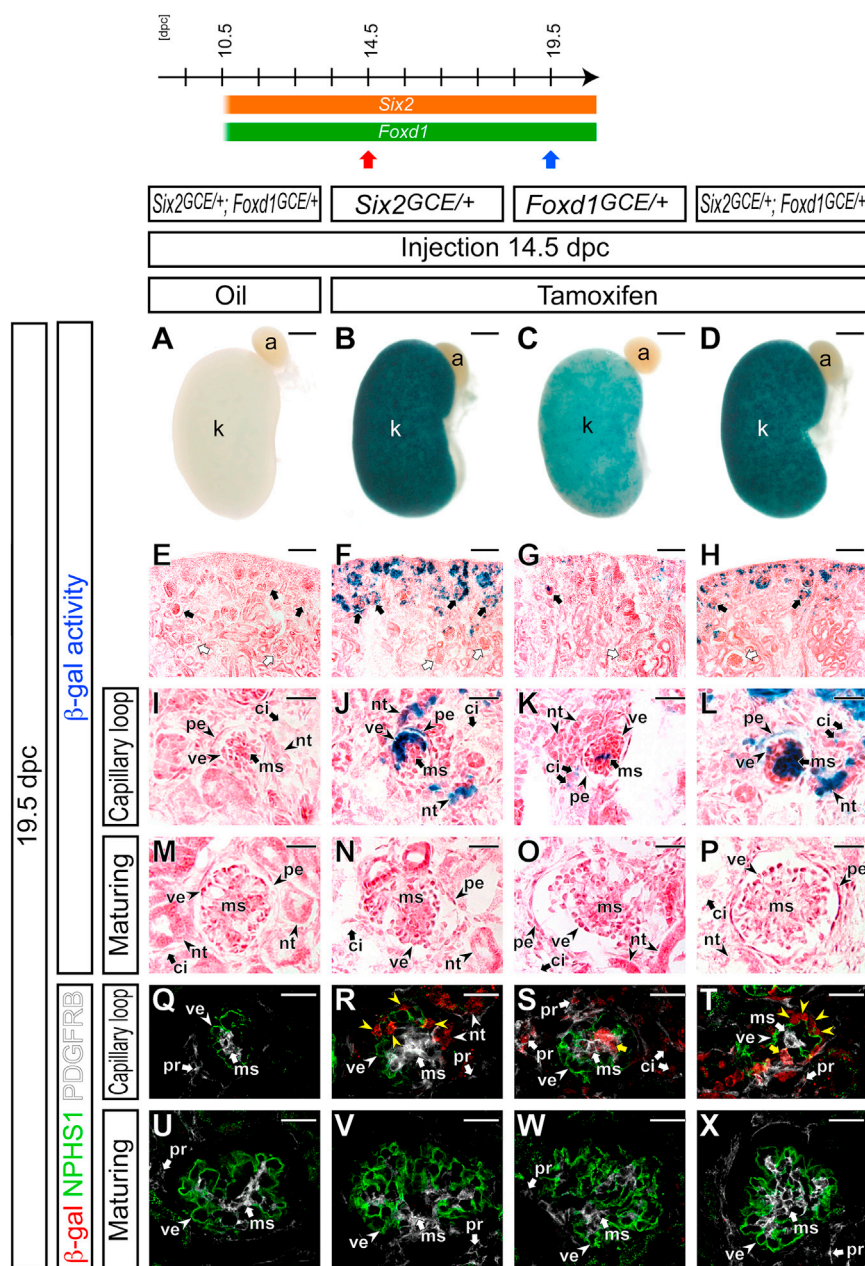 [dpc]
10.5
14.5
19.5
Six2
Foxd1
Six2GCE/+; Foxd1GCE/+
Six2GCE/+
Foxd1GCE/+
Six2GCE/+; Foxd1GCE/+
Injection 14.5 dpc
Oil
Tamoxifen
19.5 dpc
β-gal activity
A
a
k
B
a
k
C
a
k
D
a
k
E
F
G
H
Capillary loop
I
ci
pe
nt
ve
ms
J
nt
ci
ve
pe
ms
nt
K
nt
ve
ci
ms
pe
L
pe
ci
ve
ms
nt
Maturing
M
pe
ve
ms
nt
ci
N
pe
ms
ci
ve
nt
O
ms
pe
ve
nt
ci
P
ve
pe
ms
ci
nt
β-gal NPHS1 PDGFRB
Capillary loop
Q
ve
pr
ms
R
nt
ve
pr
ms
S
pr
pr
ms
ve
ci
T
ms
ve
pr
Maturing
U
pr
ve
ms
V
ve
ms
pr
W
pr
ms
ve
X
ms
ve
pr